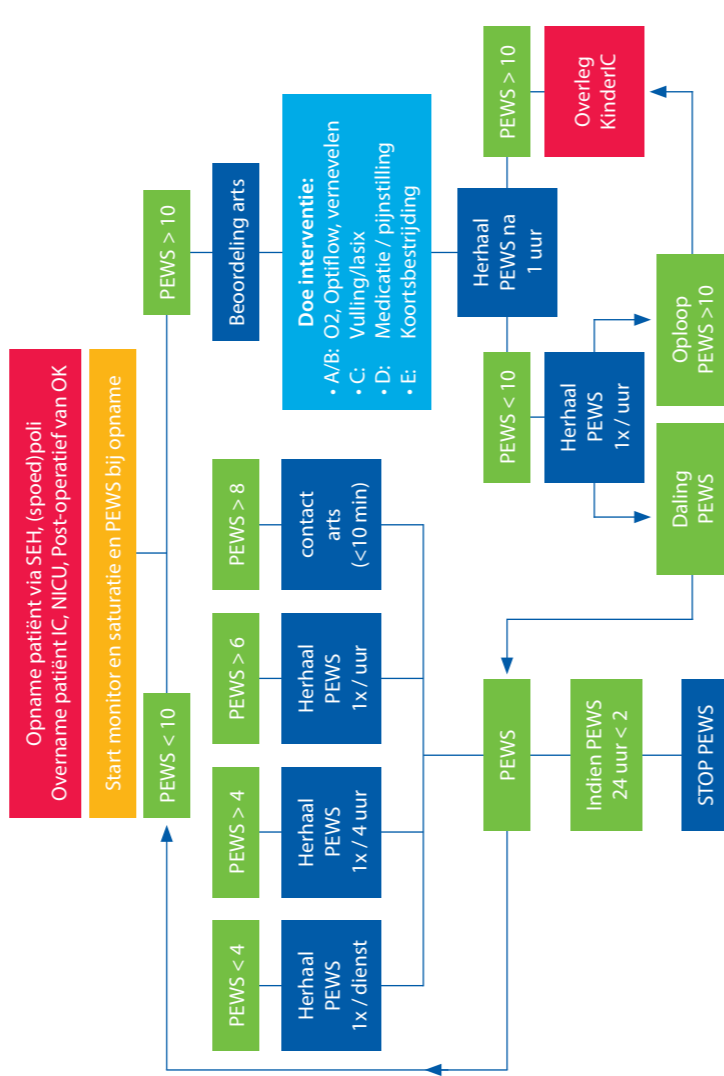 Opname patiënt via SEH, (spoed)poli
Overname patiënt IC, NICU, Post-operatief van OK
Start monitor en saturatie en PEWS bij opname
PEWS < 10
PEWS > 10
PEWS < 4
PEWS > 4
PEWS > 6
PEWS > 8
Herhaal
PEWS
1x / dienst
Herhaal
PEWS
1x / 4 uur
Herhaal
PEWS
1x / uur
contact
arts
(<10 min)
Beoordeling arts
Doe interventie:
• A/B: O2, Optiflow, vernevelen
• C: Vulling/lasix
• D: Medicatie / pijnstilling
• E: Koortsbestrijding
Herhaal
PEWS na
1 uur
PEWS < 10
PEWS > 10
Herhaal
PEWS
1x / uur
Overleg
KinderIC
Daling
PEWS
Oploop
PEWS >10
PEWS
Indien PEWS
24 uur < 2
STOP PEWS